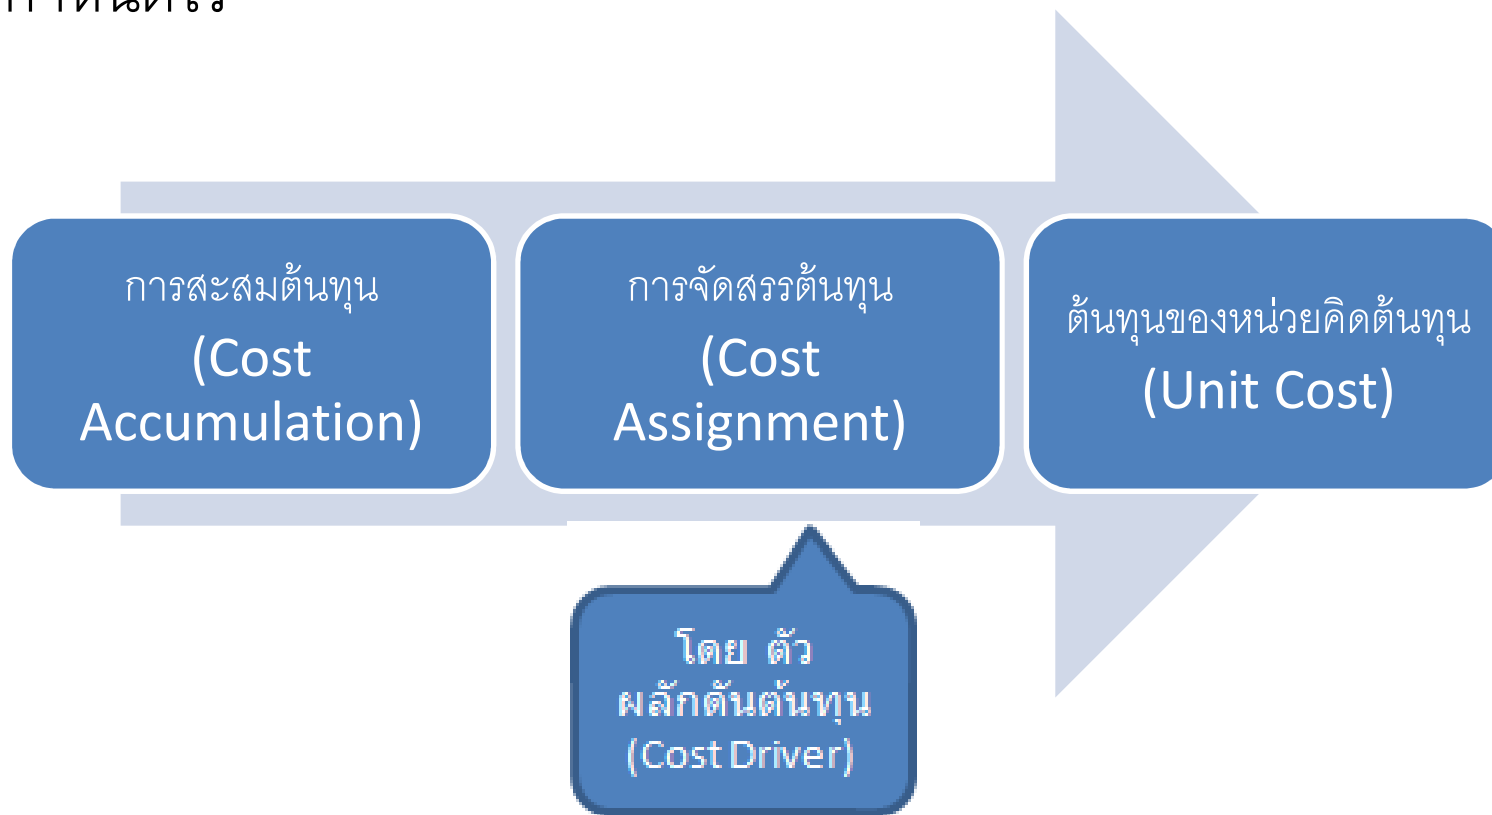 การสะสมต้นทุน
(Cost
Accumulation)
การจัดสรรต้นทุน
(Cost
Assignment)
ต้นทุนของหน่วยคิดต้นทุน
(Unit Cost)
โดย ตัว
ผลักดันต้นทุน
(Cost Driver)